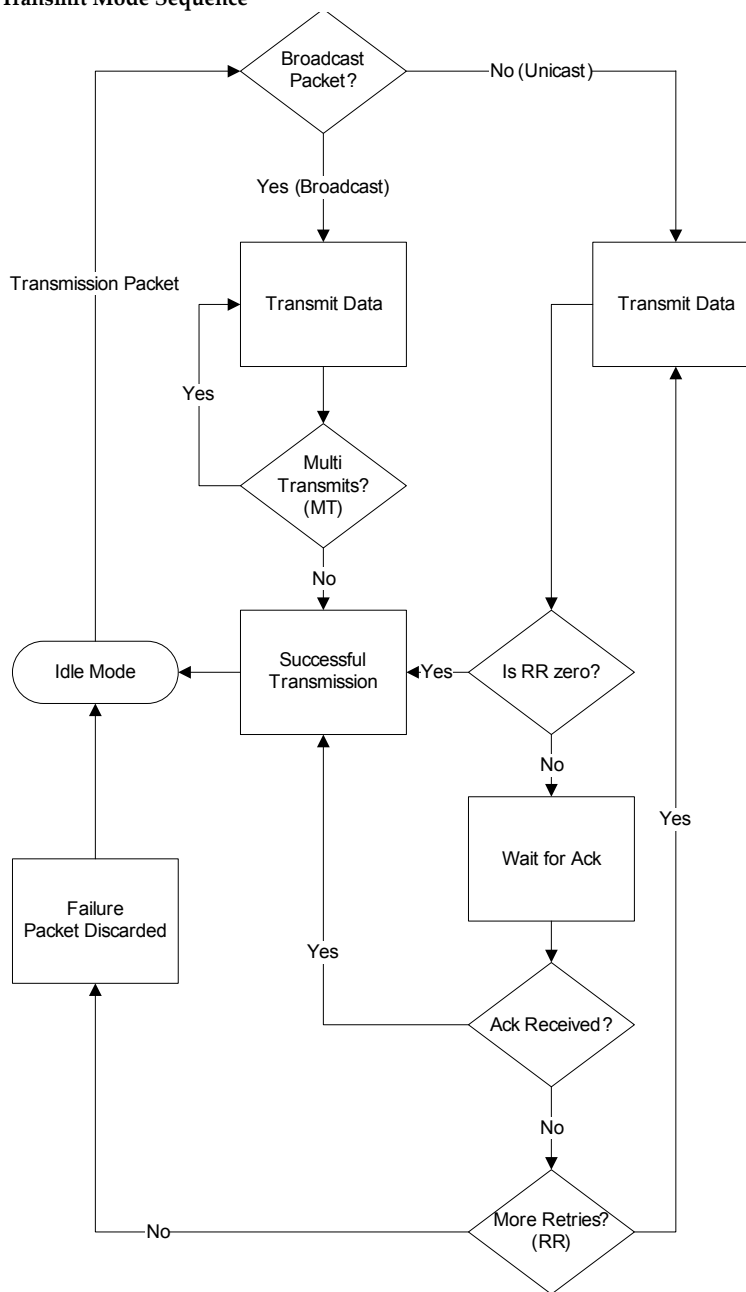 Transmit Mode Sequence
Broadcast
Packet?
No (Unicast)
Yes (Broadcast)
Transmission Packet
Transmit Data
Transmit Data
Yes
Multi
Transmits?
(MT)
No
Idle Mode
Successful
Transmission
Yes
Is RR zero?
No
Yes
Wait for Ack
Failure
Packet Discarded
Yes
Ack Received?
No
More Retries?
(RR)
No